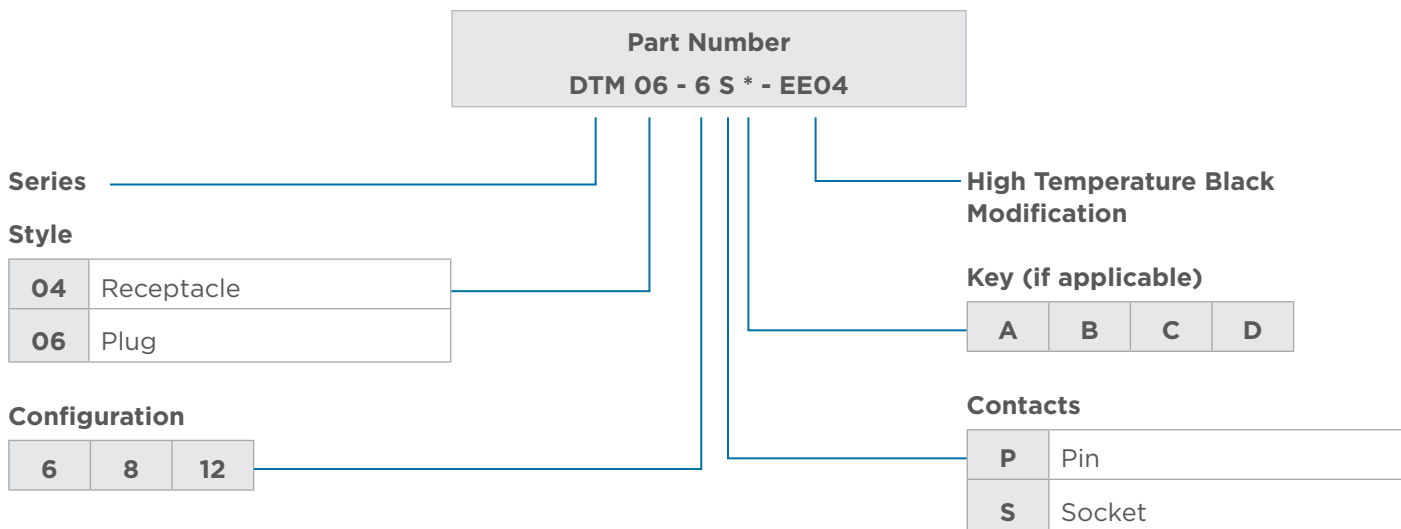 Part Number
DTM 06 - 6 S * - EE04
Series
High Temperature Black
Modification
Style
04 Receptacle
06 Plug
Key (if applicable)
A B C D
Configuration
6 8 12
Contacts
P Pin
S Socket